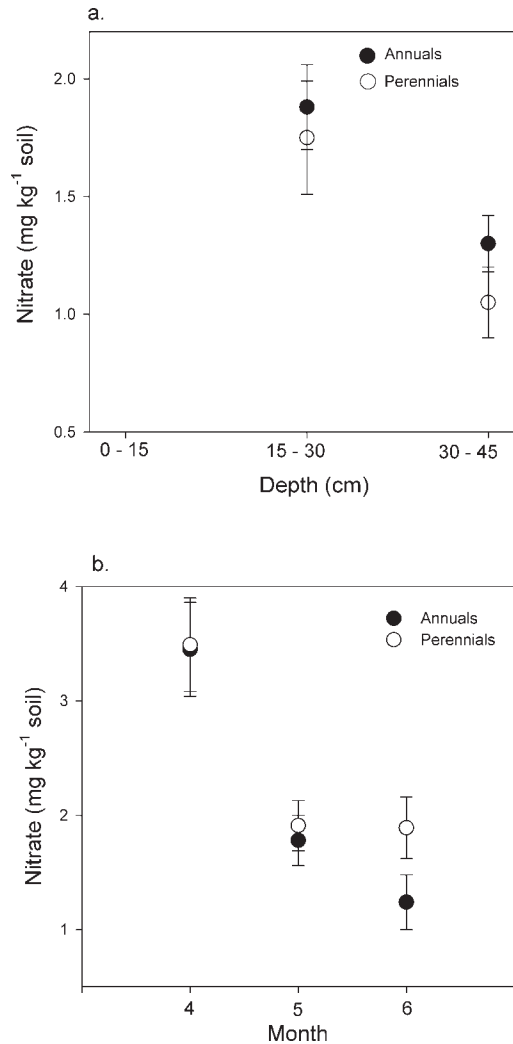 a.
Annuals
Perennials
2.0
1.5
1.0
0.5
Nitrate (mg kg⁻¹ soil)
0 - 15
15 - 30
30 - 45
Depth (cm)
b.
Annuals
Perennials
4
3
2
1
Nitrate (mg kg⁻¹ soil)
4
5
6
Month